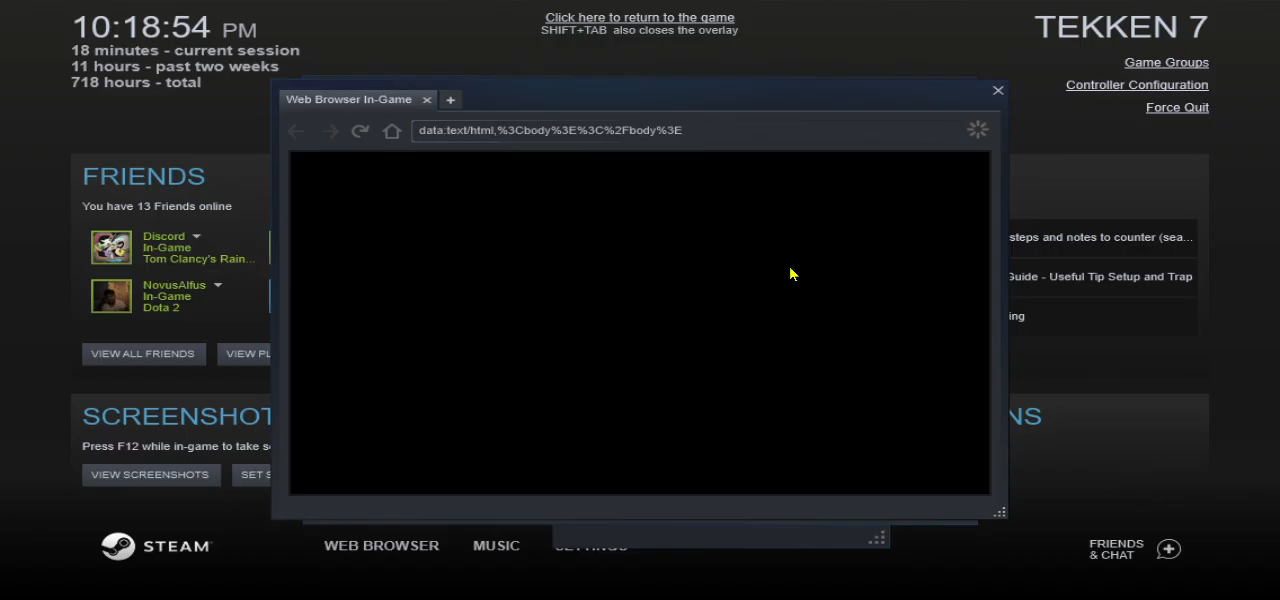 10:18:54 PM
18 minutes - current session
11 hours - past two weeks
718 hours - total
Click here to return to the game
SHIFT+TAB also closes the overlay
TEKKEN 7
Game Groups
Controller Configuration
Force Quit
Web Browser In-Game
data:text/html,%3Cbody%3E%3C%2Fbody%3E
FRIENDS
You have 13 Friends online
Discord
In-Game
Tom Clancy's Rain...
NovusAlfus
In-Game
Dota 2
VIEW ALL FRIENDS
VIEW PL
steps and notes to counter (sea...
Guide - Useful Tip Setup and Trap
ing
SCREENSHOT
Press F12 while in-game to take s
VIEW SCREENSHOTS
SET S
NS
STEAM
WEB BROWSER
MUSIC
SETTINGS
FRIENDS
& CHAT